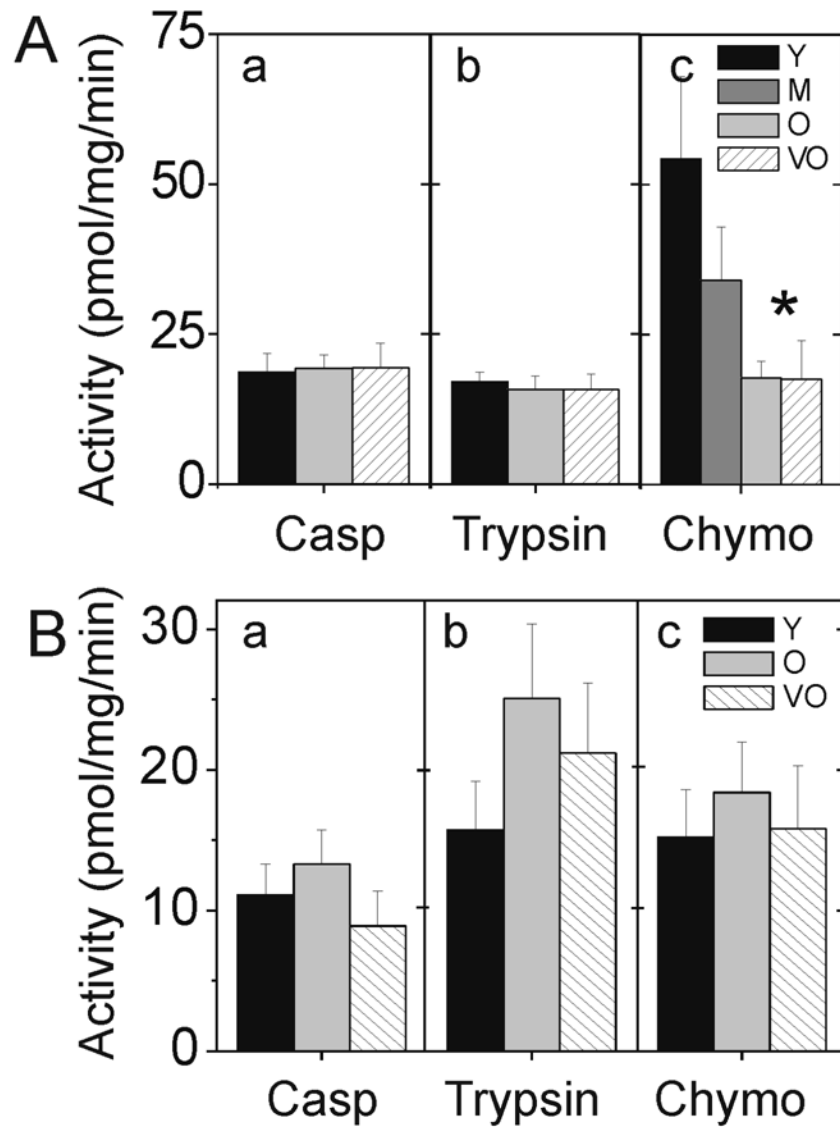 A
Activity (pmol/mg/min)
75
50
25
0
a
b
c
Y
M
O
VO
*
Casp
Trypsin
Chymo
B
Activity (pmol/mg/min)
30
20
10
0
a
b
c
Y
O
VO
Casp
Trypsin
Chymo